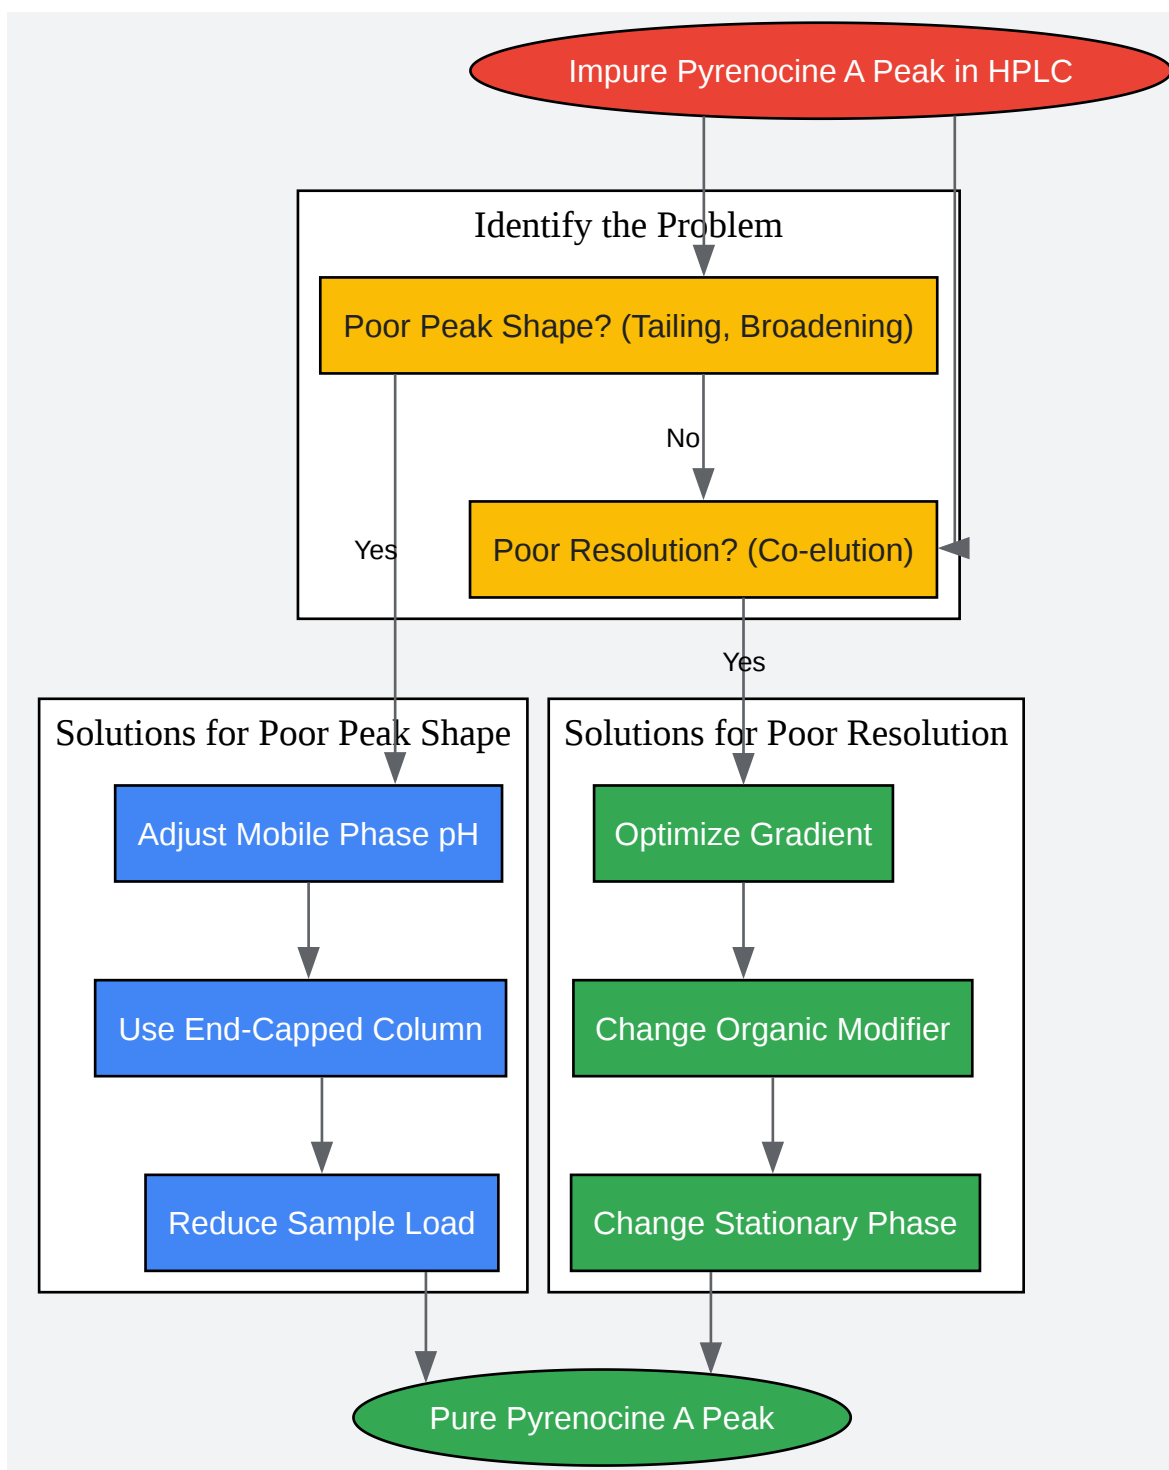 Impure Pyrenocine A Peak in HPLC
Identify the Problem
Poor Peak Shape? (Tailing, Broadening)
No
Yes
Poor Resolution? (Co-elution)
Yes
Solutions for Poor Peak Shape
Adjust Mobile Phase pH
Use End-Capped Column
Reduce Sample Load
Solutions for Poor Resolution
Optimize Gradient
Change Organic Modifier
Change Stationary Phase
Pure Pyrenocine A Peak